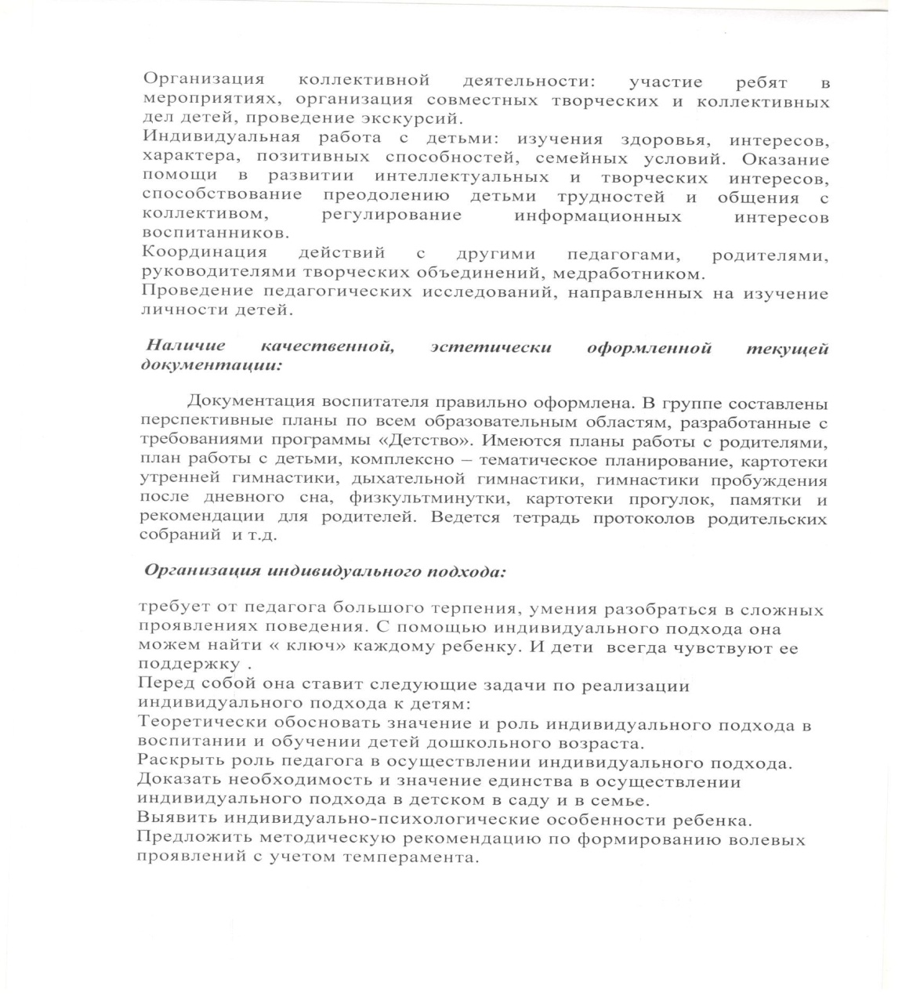 Организация коллективной деятельности: участие ребят в
мероприятиях, организация совместных творческих и коллективных
дел детей, проведение экскурсий.
Индивидуальная работа с детьми: изучения здоровья, интересов,
характера, позитивных способностей, семейных условий. Оказание
помощи в развитии интеллектуальных и творческих интересов,
способствование преодолению детьми трудностей и общения с
коллективом, регулирование информационных интересов
воспитанников.
Координация действий с другими педагогами, родителями,
руководителями творческих объединений, медработником.
Проведение педагогических исследований, направленных на изучение
личности детей.
Наличие качественной, эстетически оформленной текущей
документации:
Документация воспитателя правильно оформлена. В группе составлены
перспективные планы по всем образовательным областям, разработанные с
требованиями программы «Детство». Имеются планы работы с родителями,
план работы с детьми, комплексно – тематическое планирование, картотеки
утренней гимнастики, дыхательной гимнастики, гимнастики пробуждения
после дневного сна, физкультминутки, картотеки прогулок, памятки и
рекомендации для родителей. Ведется тетрадь протоколов родительских
собраний и т.д.
Организация индивидуального подхода:
требует от педагога большого терпения, умения разобраться в сложных
проявлениях поведения. С помощью индивидуального подхода она
можем найти « ключ» каждому ребенку. И дети всегда чувствуют ее
поддержку .
Перед собой она ставит следующие задачи по реализации
индивидуального подхода к детям:
Теоретически обосновать значение и роль индивидуального подхода в
воспитании и обучении детей дошкольного возраста.
Раскрыть роль педагога в осуществлении индивидуального подхода.
Доказать необходимость и значение единства в осуществлении
индивидуального подхода в детском в саду и в семье.
Выявить индивидуально-психологические особенности ребенка.
Предложить методическую рекомендацию по формированию волевых
проявлений с учетом темперамента.